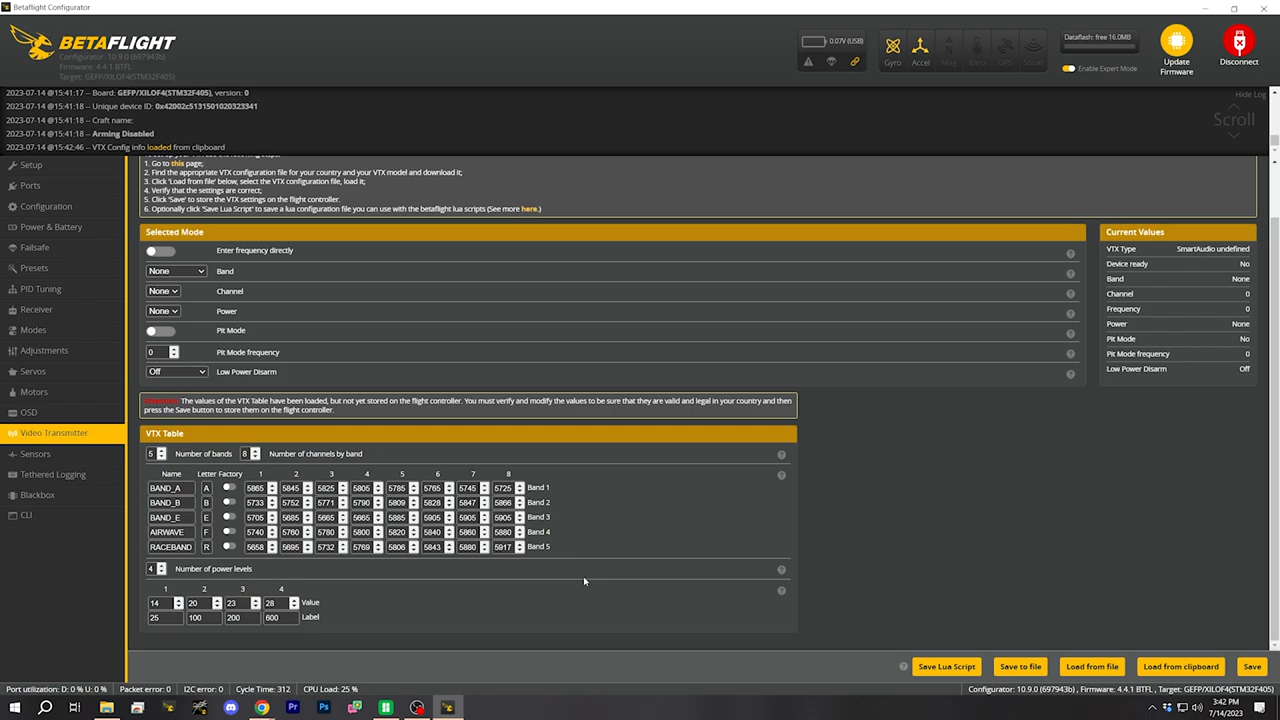 Betaflight Configurator
BETAFLIGHT
Configurator: 10.9.0 (697943b)
Firmware: 4.4.1 BTFL
Target: GEFP/XILOF4(STM32F405)
0.07V (USB)
Gyro
Accel
Mag
Baro
GPS
Sonar
Dataflash: free 16.0MB
Enable Expert Mode
Update Firmware
Disconnect
2023-07-14 @15:41:17 -- Board: GEFP/XILOF4(STM32F405), version: 0
2023-07-14 @15:41:18 -- Unique device ID: 0x42002c5131501020323341
2023-07-14 @15:41:18 -- Craft name:
2023-07-14 @15:41:18 -- Arming Disabled
2023-07-14 @15:42:46 -- VTX Config info loaded from clipboard
Hide Log
Scroll
Setup
Ports
Configuration
Power & Battery
Failsafe
Presets
PID Tuning
Receiver
Modes
Adjustments
Servos
Motors
OSD
Video Transmitter
Sensors
Tethered Logging
Blackbox
CLI
1. Go to this page;
2. Find the appropriate VTX configuration file for your country and your VTX model and download it;
3. Click 'Load from file' below, select the VTX configuration file, load it;
4. Verify that the settings are correct;
5. Click 'Save' to store the VTX settings on the flight controller.
6. Optionally click 'Save Lua Script' to save a lua configuration file you can use with the betaflight lua scripts (See more here.)
Selected Mode
Enter frequency directly
None Band
None Channel
None Power
Pit Mode
0 Pit Mode frequency
Off Low Power Disarm
Current Values
VTX Type SmartAudio undefined
Device ready No
Band None
Channel 0
Frequency 0
Power None
Pit Mode No
Pit Mode frequency 0
Low Power Disarm Off
The values of the VTX Table have been loaded, but not yet stored on the flight controller. You must verify and modify the values to be sure that they are valid and legal in your country and then
press the Save button to store them on the flight controller.
VTX Table
5 Number of bands 8 Number of channels by band
Name Letter Factory 1 2 3 4 5 6 7 8
BAND_A A 5865 5845 5825 5805 5785 5765 5745 5725 Band 1
BAND_B B 5733 5752 5771 5790 5809 5828 5847 5866 Band 2
BAND_E E 5705 5685 5665 5665 5885 5905 5905 5905 Band 3
AIRWAVE F 5740 5760 5780 5800 5820 5840 5860 5880 Band 4
RACEBAND R 5658 5695 5732 5769 5806 5843 5880 5917 Band 5
4 Number of power levels
1 2 3 4
14 20 23 28 Value
25 100 200 600 Label
Save Lua Script
Save to file
Load from file
Load from clipboard
Save
Port utilization: D: 0 % U: 0 %
Packet error: 0
I2C error: 0
Cycle Time: 312
CPU Load: 25 %
Configurator: 10.9.0 (697943b), Firmware: 4.4.1 BTFL, Target: GEFP/XILOF4(STM32F405)
3:42 PM
7/14/2023